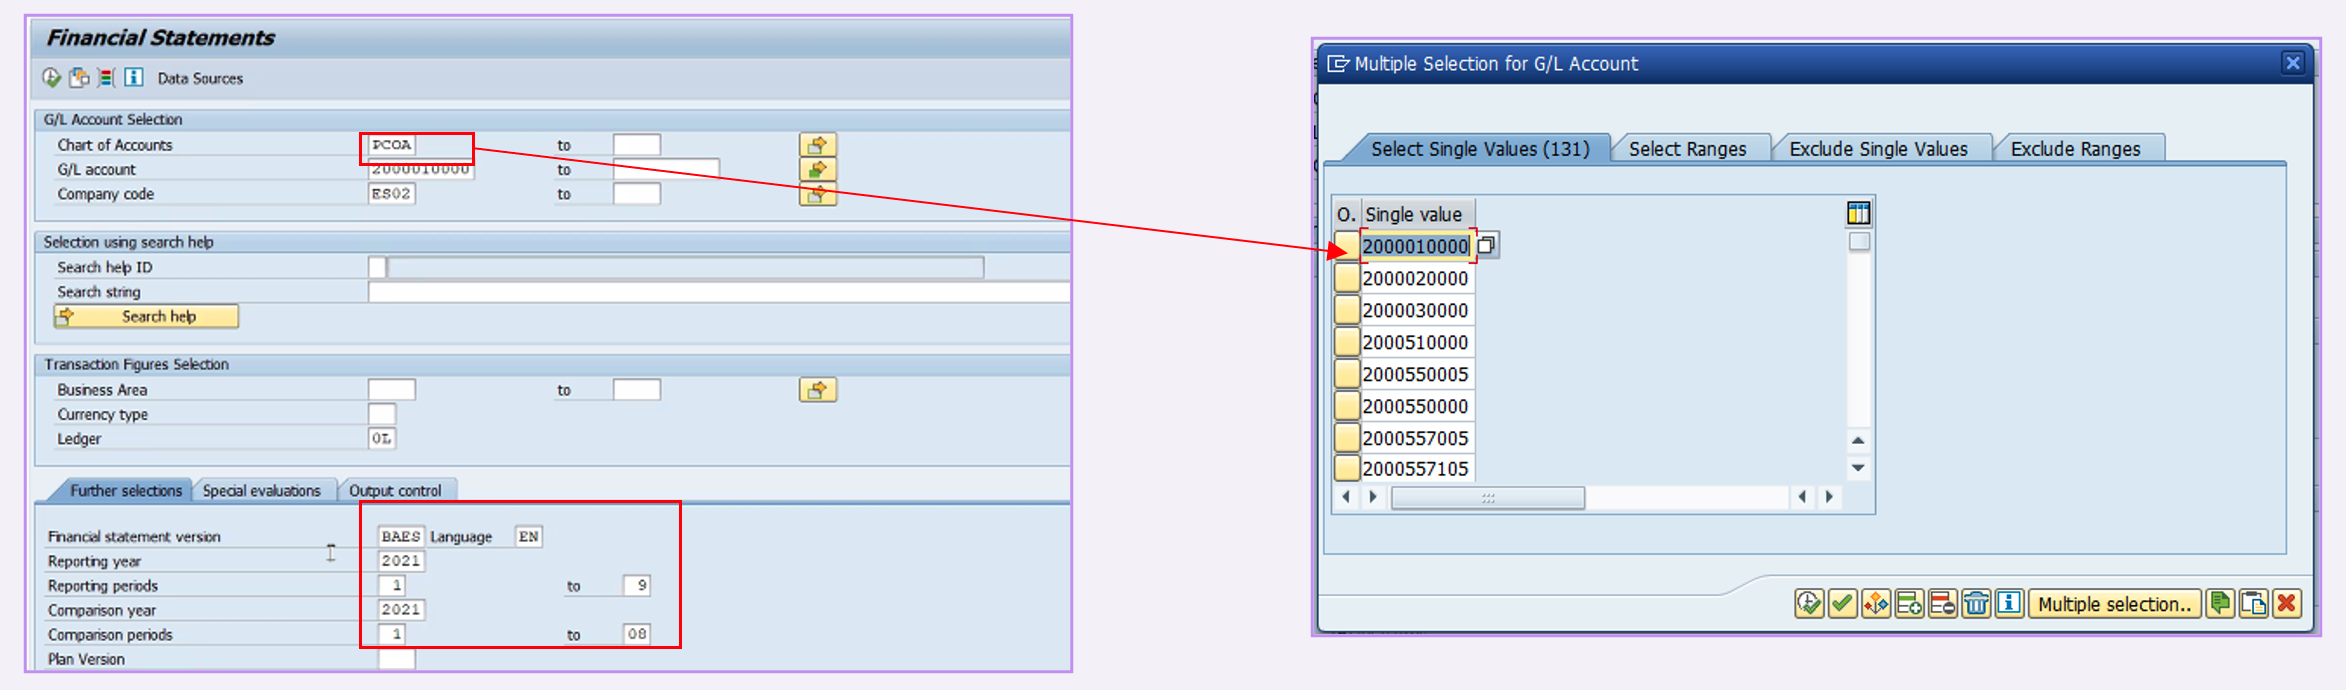 Financial Statements
Data Sources
G/L Account Selection
Chart of Accounts PCOA to
G/L account 2000010000 to
Company code ES02 to
Selection using search help
Search help ID
Search string
Search help
Transaction Figures Selection
Business Area to
Currency type
Ledger 0L
Further selections Special evaluations Output control
Financial statement version BAES Language EN
Reporting year 2021
Reporting periods 1 to 9
Comparison year 2021
Comparison periods 1 to 08
Plan Version
Multiple Selection for G/L Account
Select Single Values (131) Select Ranges Exclude Single Values Exclude Ranges
O. Single value
2000010000
2000020000
2000030000
2000510000
2000550005
2000550000
2000557005
2000557105
Multiple selection..